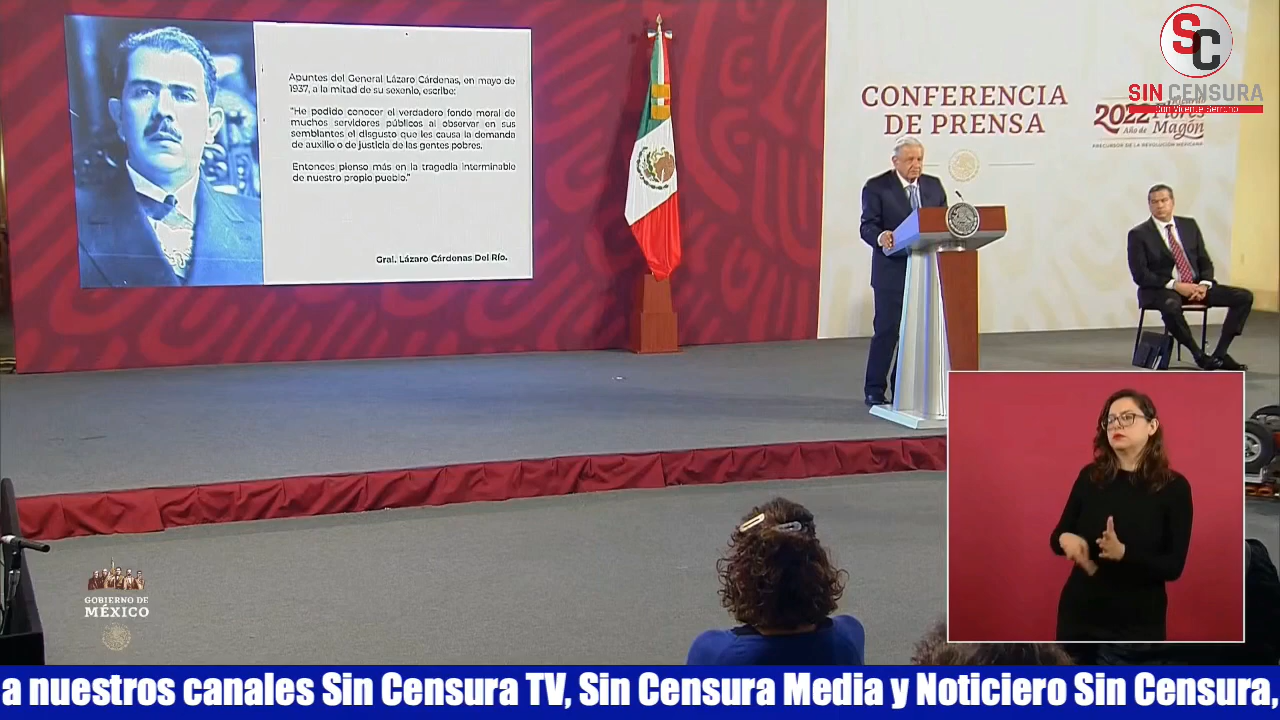 Apuntes del General Lázaro Cárdenas, en mayo de
1937, a la mitad de su sexenio, escribe:
"He podido conocer el verdadero fondo moral de
muchos servidores públicos al observar en sus
semblantes el disgusto que les causa la demanda
de auxilio o de justicia de las gentes pobres.
Entonces pienso más en la tragedia interminable
de nuestro propio pueblo."
Gral. Lázaro Cárdenas Del Río.
CONFERENCIA
DE PRENSA
SC
SIN CENSURA
Con Vicente Serrano
2022 Flores
Año de Magón
PRECURSOR DE LA REVOLUCIÓN MEXICANA
GOBIERNO DE
MÉXICO
a nuestros canales Sin Censura TV, Sin Censura Media y Noticiero Sin Censura,